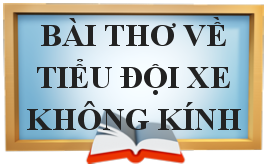 BÀI THƠ VỀ
TIỂU ĐỘI XE
KHÔNG KÍNH